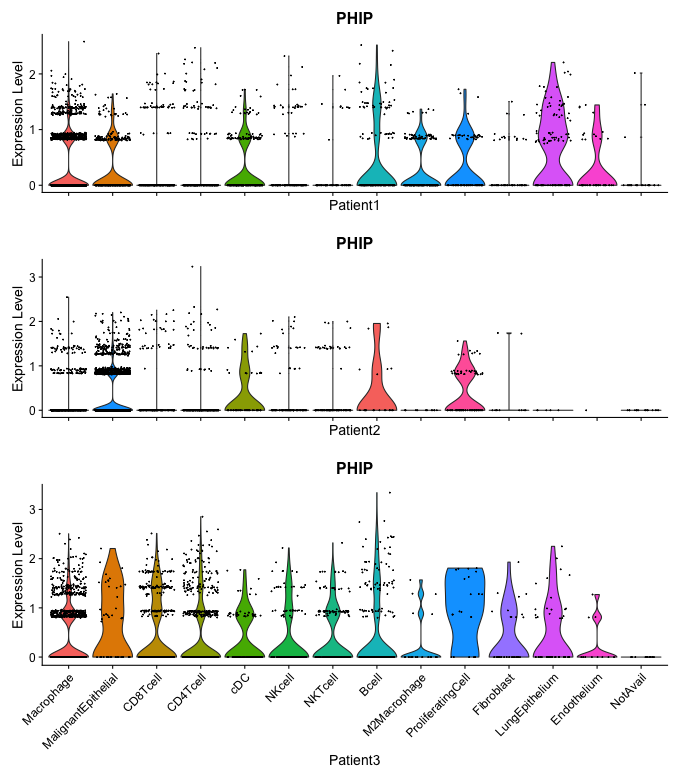 PHIP
Expression Level
2
1
0
Patient1
PHIP
Expression Level
3
2
1
0
Patient2
PHIP
Expression Level
3
2
1
0
Macrophage
MalignantEpithelial
CD8Tcell
CD4Tcell
cDC
NKcell
NKTcell
Bcell
M2Macrophage
ProliferatingCell
Fibroblast
LungEpithelium
Endothelium
NotAvail
Patient3